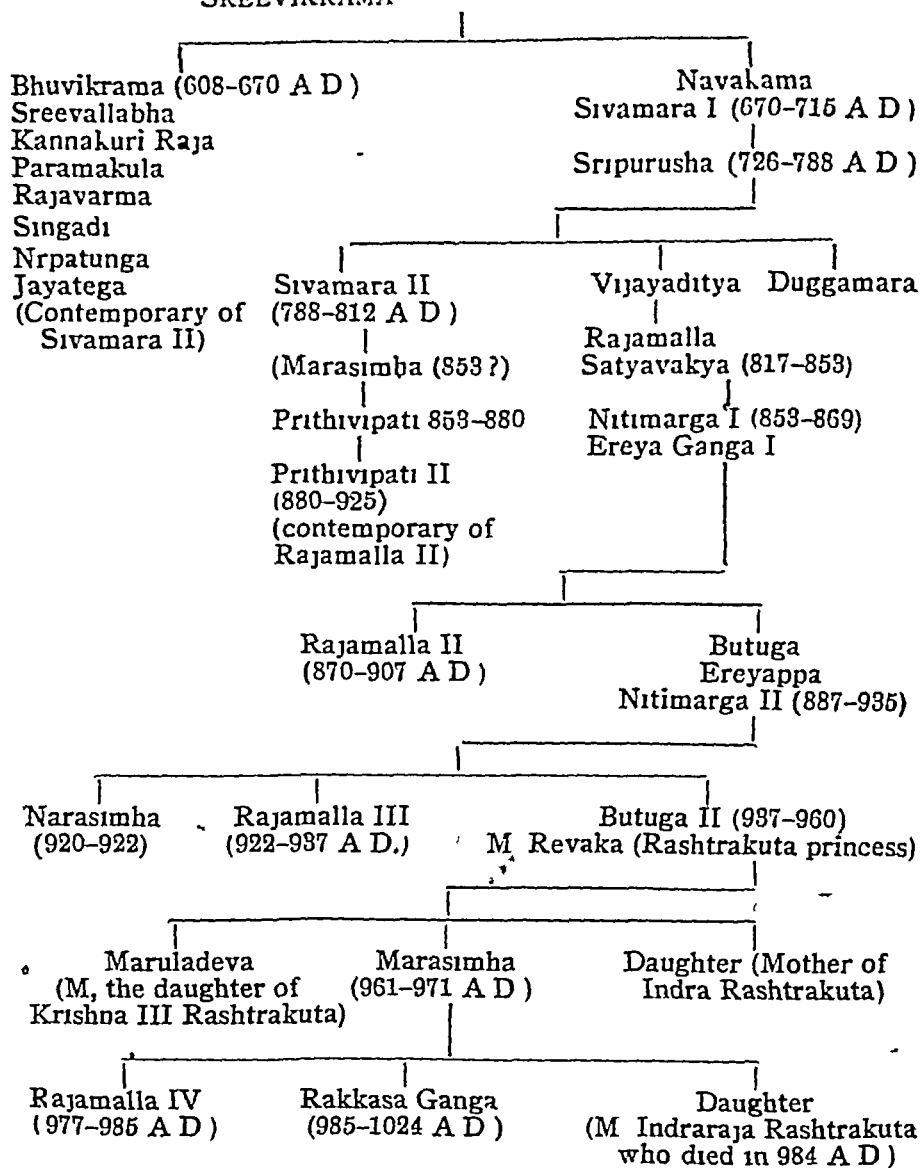 SREEVIKRAMA
Bhuvikrama (608-670 A D)
Sreevallabha
Kannakuri Raja
Paramakula
Rajavarma
Singadi
Nrpatunga
Jayatega
(Contemporary of
Sivamara II)
Navakama
Sivamara I (670-715 A D)
Sripurusha (726-788 A D)
Sivamara II
(788-812 A D)
(Marasimha (853?)
Prithivipati 853-880
Prithivipati II
(880-925)
(contemporary of
Rajamalla II)
Vijayaditya
Rajamalla
Satyavakya (817-853)
Nitimarga I (853-869)
Ereya Ganga I
Duggamara
Rajamalla II
(870-907 A D)
Butuga
Ereyappa
Nitimarga II (887-935)
Narasimha
(920-922)
Rajamalla III
(922-937 A D.)
Butuga II (937-960)
M Revaka (Rashtrakuta princess)
Maruladeva
(M, the daughter of
Krishna III Rashtrakuta)
Marasimha
(961-971 A D)
Daughter (Mother of
Indra Rashtrakuta)
Rajamalla IV
(977-985 A D)
Rakkasa Ganga
(985-1024 A D)
Daughter
(M Indraraja Rashtrakuta
who died in 984 A D)